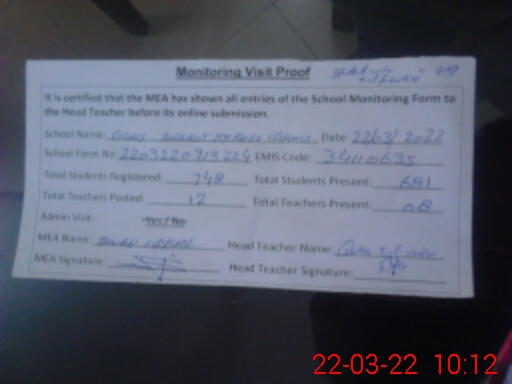 Monitoring Visit Proof
It is certified that the MEA has shown all entries of the School Monitoring Form to
the Head Teacher before its online submission.
School Name: Date: 22/03/2022
School Form No: 2203220913224 EMIS Code: 34110635
Total Students Registered: 748 Total Students Present: 681
Total Teachers Posted: 12 Total Teachers Present: 08
Admin Visit: Yes / No
MEA Name: Head Teacher Name:
MEA Signature: Head Teacher Signature:
22-03-22 10:12